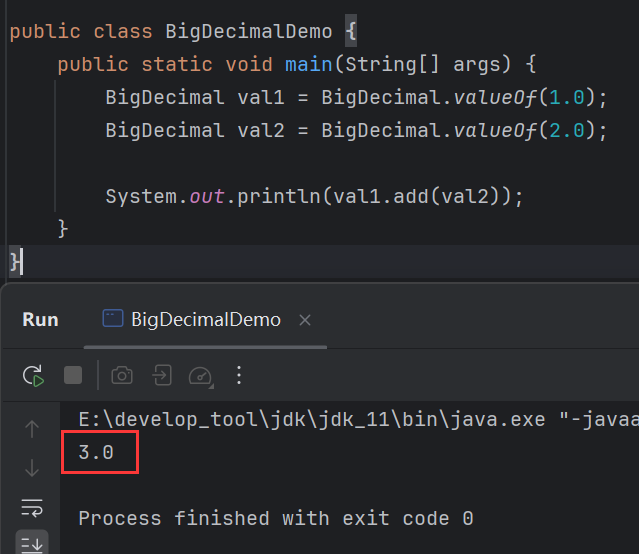 public class BigDecimalDemo {
public static void main(String[] args) {
BigDecimal val1 = BigDecimal.valueOf(1.0);
BigDecimal val2 = BigDecimal.valueOf(2.0);
System.out.println(val1.add(val2));
}
}
Run BigDecimalDemo ×
E:\develop_tool\jdk\jdk_11\bin\java.exe "-javaa
3.0
Process finished with exit code 0